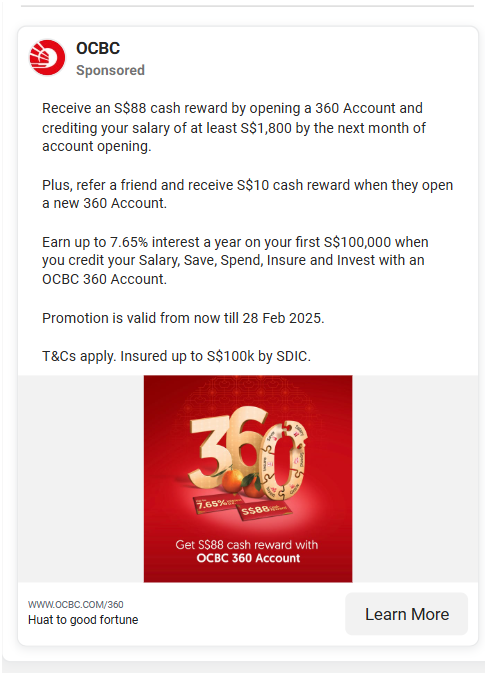 OCBC
Sponsored
Receive an S$88 cash reward by opening a 360 Account and
crediting your salary of at least S$1,800 by the next month of
account opening.
Plus, refer a friend and receive S$10 cash reward when they open
a new 360 Account.
Earn up to 7.65% interest a year on your first S$100,000 when
you credit your Salary, Save, Spend, Insure and Invest with an
OCBC 360 Account.
Promotion is valid from now till 28 Feb 2025.
T&Cs apply. Insured up to S$100k by SDIC.
360
7.65%
S$88
Get S$88 cash reward with
OCBC 360 Account
WWW.OCBC.COM/360
Huat to good fortune
Learn More